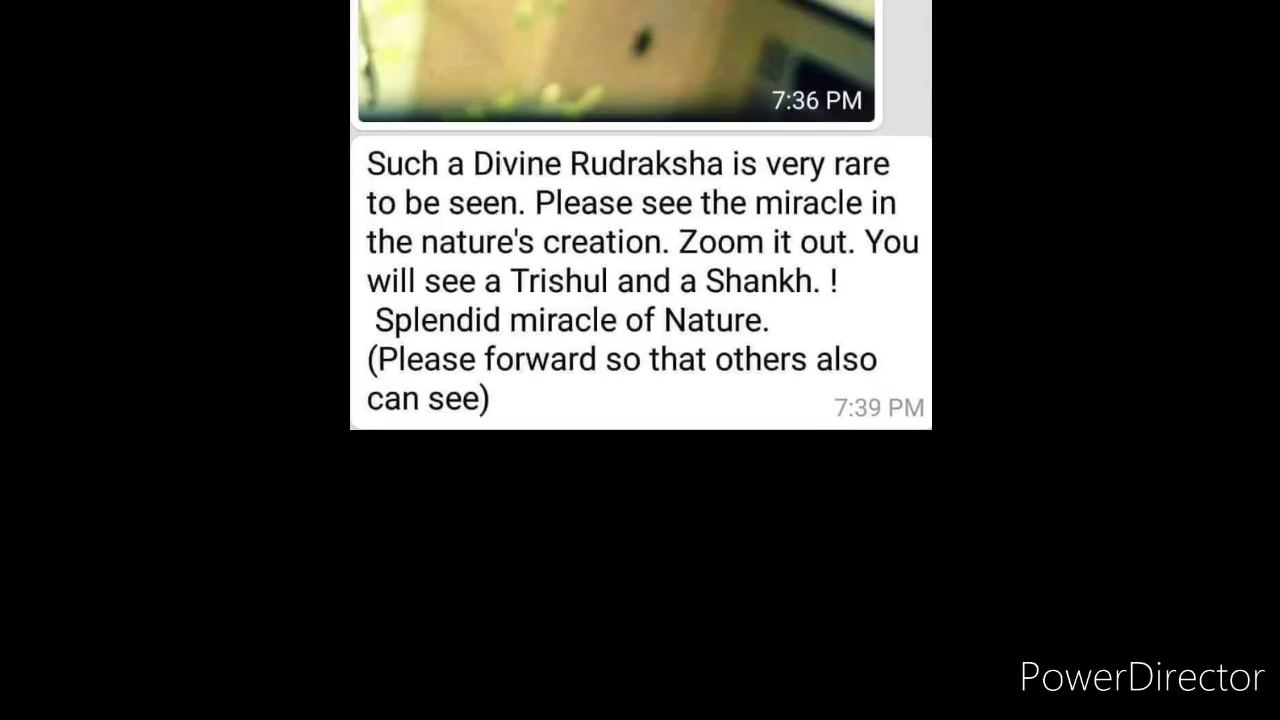 7:36 PM
Such a Divine Rudraksha is very rare
to be seen. Please see the miracle in
the nature's creation. Zoom it out. You
will see a Trishul and a Shankh. !
Splendid miracle of Nature.
(Please forward so that others also
can see)
7:39 PM
PowerDirector